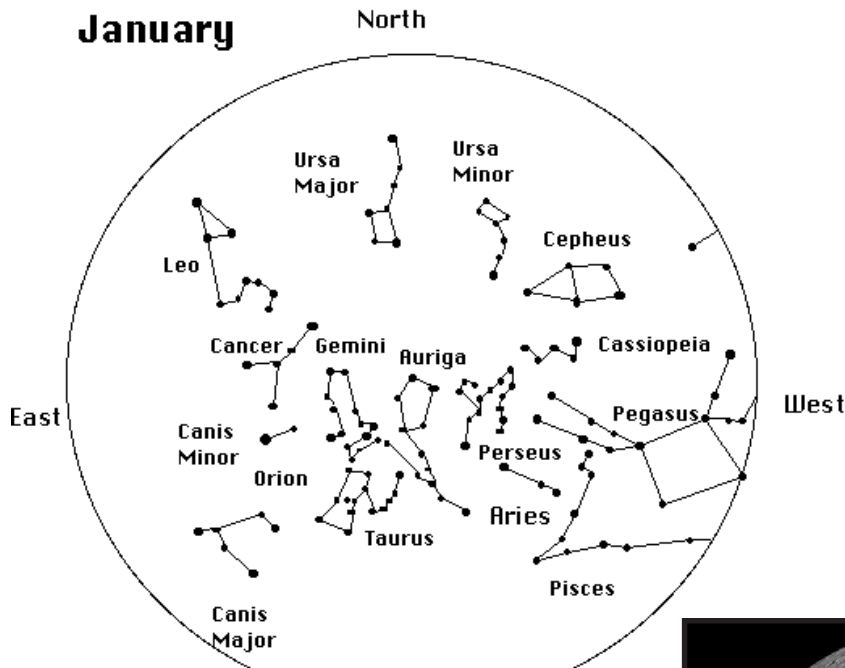 January
North
Ursa
Major
Ursa
Minor
Cepheus
Leo
Cancer
Gemini
Auriga
Cassiopeia
East
Canis
Minor
Pegasus
West
Perseus
Orion
Aries
Taurus
Pisces
Canis
Major